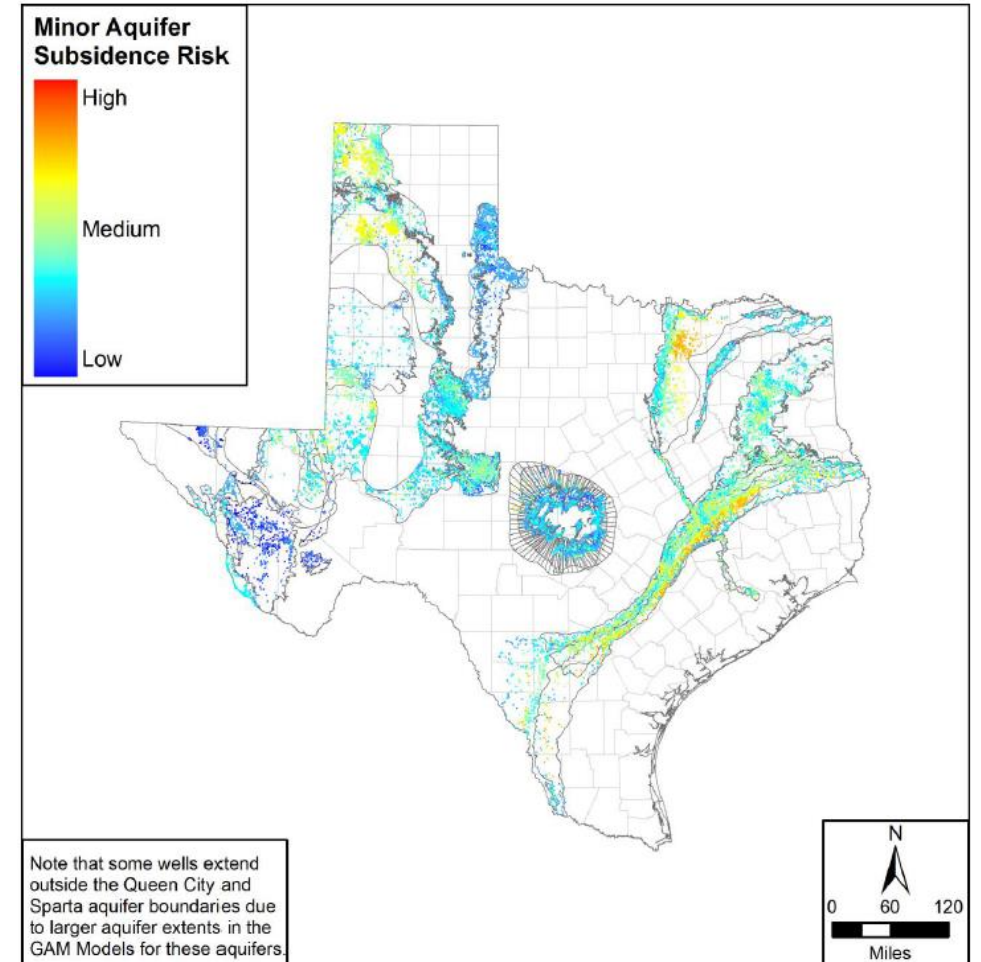 Minor Aquifer
Subsidence Risk
High
Medium
Low
Note that some wells extend
outside the Queen City and
Sparta aquifer boundaries due
to larger aquifer extents in the
GAM Models for these aquifers.
N
0 60 120
Miles